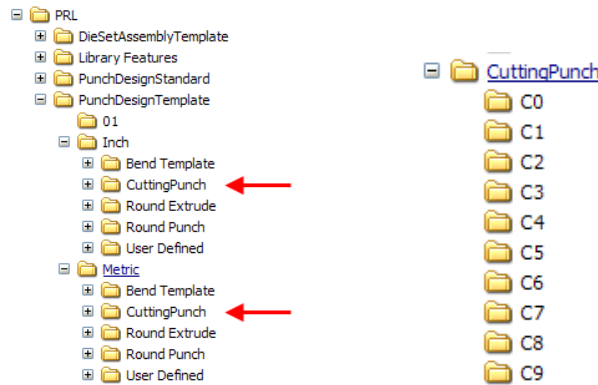 PRL
DieSetAssemblyTemplate
Library Features
PunchDesignStandard
PunchDesignTemplate
01
Inch
Bend Template
CuttingPunch
Round Extrude
Round Punch
User Defined
Metric
Bend Template
CuttingPunch
Round Extrude
Round Punch
User Defined
CuttingPunch
C0
C1
C2
C3
C4
C5
C6
C7
C8
C9